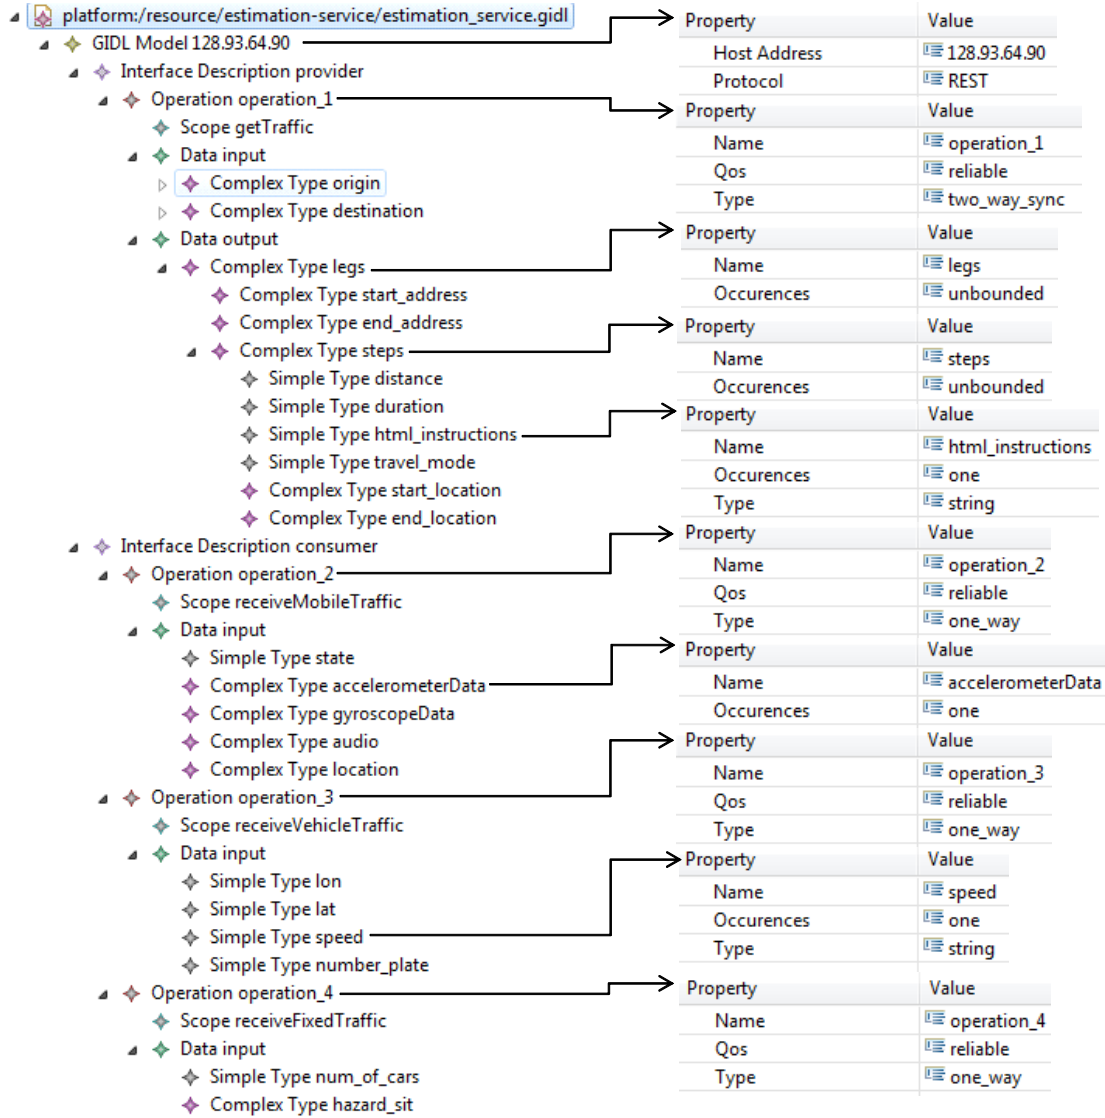 platform:/resource/estimation-service/estimation_service.gidl
GIDL Model 128.93.64.90
Interface Description provider
Operation operation_1
Scope getTraffic
Data input
Complex Type origin
Complex Type destination
Data output
Complex Type legs
Complex Type start_address
Complex Type end_address
Complex Type steps
Simple Type distance
Simple Type duration
Simple Type html_instructions
Simple Type travel_mode
Complex Type start_location
Complex Type end_location
Interface Description consumer
Operation operation_2
Scope receiveMobileTraffic
Data input
Simple Type state
Complex Type accelerometerData
Complex Type gyroscopeData
Complex Type audio
Complex Type location
Operation operation_3
Scope receiveVehicleTraffic
Data input
Simple Type lon
Simple Type lat
Simple Type speed
Simple Type number_plate
Operation operation_4
Scope receiveFixedTraffic
Data input
Simple Type num_of_cars
Complex Type hazard_sit
Property Value
Host Address 128.93.64.90
Protocol REST
Property Value
Name operation_1
Qos reliable
Type two_way_sync
Property Value
Name legs
Occurences unbounded
Property Value
Name steps
Occurences unbounded
Property Value
Name html_instructions
Occurences one
Type string
Property Value
Name operation_2
Qos reliable
Type one_way
Property Value
Name accelerometerData
Occurences one
Property Value
Name operation_3
Qos reliable
Type one_way
Property Value
Name speed
Occurences one
Type string
Property Value
Name operation_4
Qos reliable
Type one_way